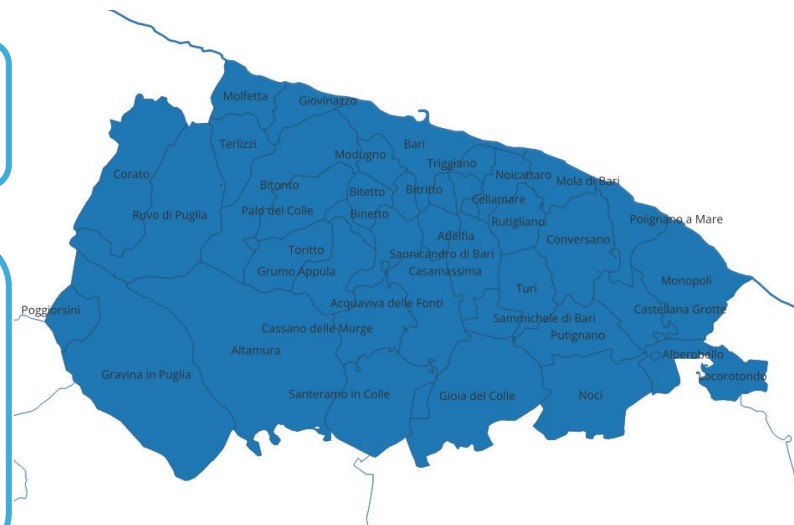 Molfetta
Giovinazzo
Terlizzi
Bari
Modugno
Triggiano
Corato
Noicattaro
Mola di Bari
Bitonto
Bitetto
Bitritto
Cellamare
Ruvo di Puglia
Palo del Colle
Binetto
Rutigliano
Polignano a Mare
Adelfia
Conversano
Toritto
Sannicandro di Bari
Grumo Appula
Casamassima
Monopoli
Turi
Poggiorsini
Acquaviva delle Fonti
Castellana Grotte
Sammichele di Bari
Cassano delle Murge
Putignano
Altamura
Alberobello
Gravina in Puglia
Locorotondo
Santeramo in Colle
Gioia del Colle
Noci